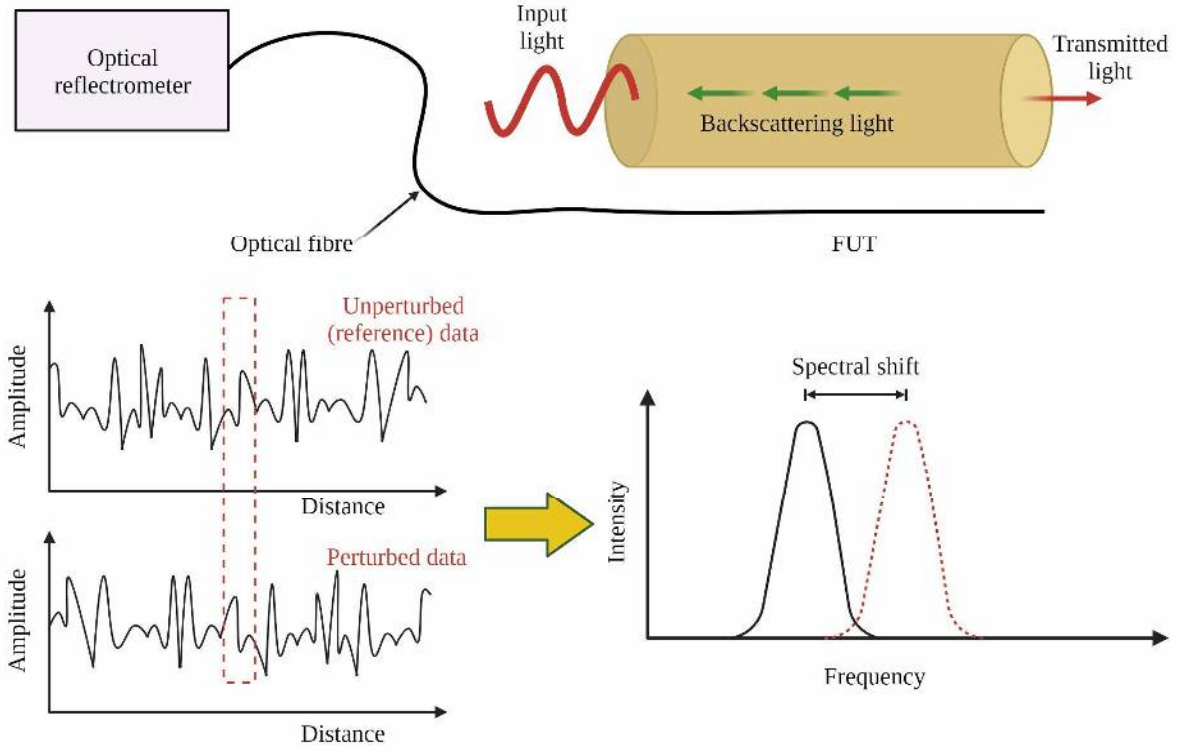 Optical
reflectrometer
Input
light
Transmitted
light
Backscattering light
Optical fibre
FUT
Unperturbed
(reference) data
Amplitude
Distance
Perturbed data
Amplitude
Distance
Spectral shift
Intensity
Frequency